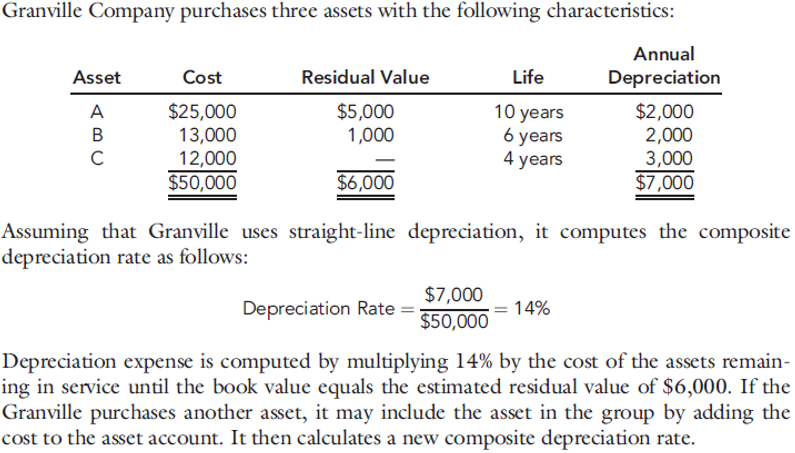 Granville Company purchases three assets with the following characteristics:
Annual
Asset Cost Residual Value Life Depreciation
A $25,000 $5,000 10 years $2,000
B 13,000 1,000 6 years 2,000
C 12,000 — 4 years 3,000
$50,000 $6,000 $7,000
Assuming that Granville uses straight-line depreciation, it computes the composite
depreciation rate as follows:
Depreciation Rate = $7,000 / $50,000 = 14%
Depreciation expense is computed by multiplying 14% by the cost of the assets remain-
ing in service until the book value equals the estimated residual value of $6,000. If the
Granville purchases another asset, it may include the asset in the group by adding the
cost to the asset account. It then calculates a new composite depreciation rate.